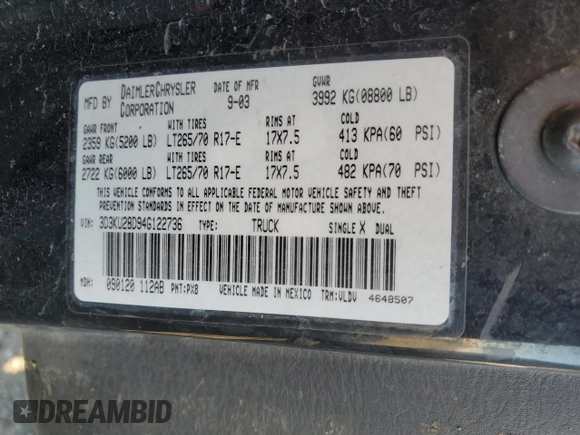 MFD BY DAIMLERCHRYSLER CORPORATION DATE OF MFR 9-03 GVWR 3992 KG(08800 LB)
GAWR FRONT WITH TIRES RIMS AT COLD
2359 KG(5200 LB) LT265/70 R17-E 17X7.5 413 KPA(60 PSI)
GAWR REAR WITH TIRES RIMS AT COLD
2722 KG(6000 LB) LT265/70 R17-E 17X7.5 482 KPA(70 PSI)
THIS VEHICLE CONFORMS TO ALL APPLICABLE FEDERAL MOTOR VEHICLE SAFETY AND THEFT
PREVENTION STANDARDS IN EFFECT ON THE DATE OF MANUFACTURE SHOWN ABOVE.
VIN: 3D3KU28D94G122736 TYPE: TRUCK SINGLE X DUAL
MDH: 090120 112AB PNT:PX8 VEHICLE MADE IN MEXICO TRM:VLDV 4648507
DREAMBID